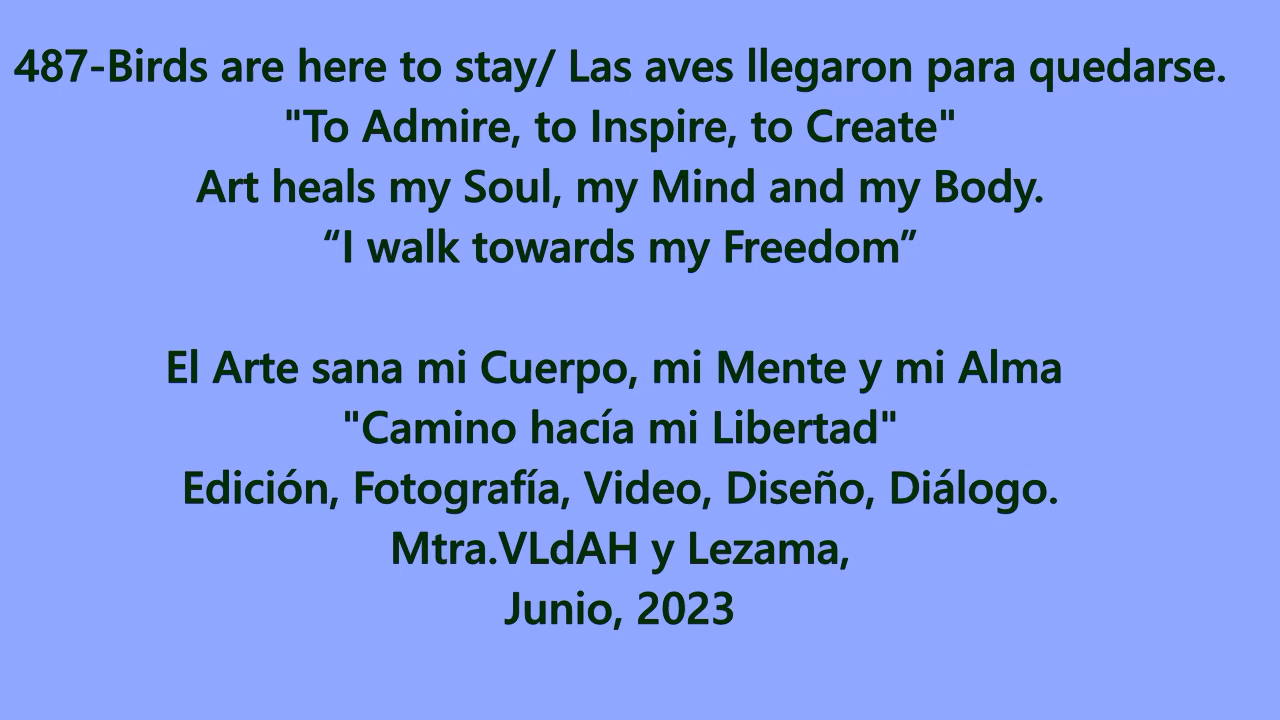 487-Birds are here to stay/ Las aves llegaron para quedarse.
"To Admire, to Inspire, to Create"
Art heals my Soul, my Mind and my Body.
“I walk towards my Freedom”
El Arte sana mi Cuerpo, mi Mente y mi Alma
"Camino hacía mi Libertad"
Edición, Fotografía, Video, Diseño, Diálogo.
Mtra.VLdAH y Lezama,
Junio, 2023